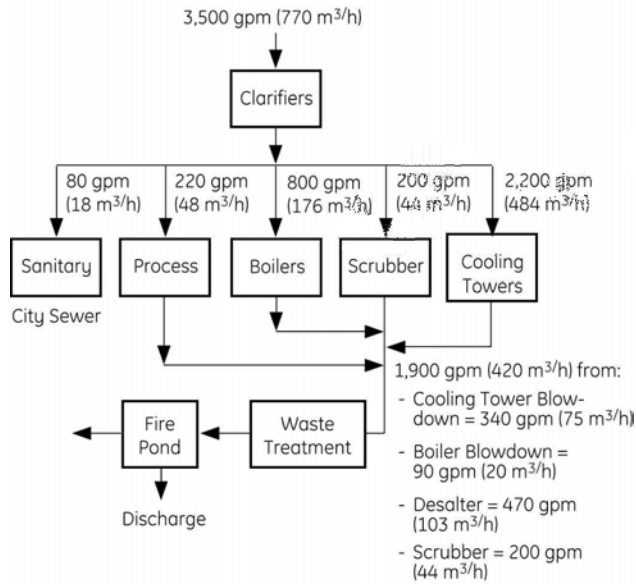 3,500 gpm (770 m³/h)
Clarifiers
80 gpm
(18 m³/h)
220 gpm
(48 m³/h)
800 gpm
(176 m³/h)
200 gpm
(44 m³/h)
2,200 gpm
(484 m³/h)
Sanitary
Process
Boilers
Scrubber
Cooling
Towers
City Sewer
1,900 gpm (420 m³/h) from:
- Cooling Tower Blow-
down = 340 gpm (75 m³/h)
- Boiler Blowdown =
90 gpm (20 m³/h)
- Desalter = 470 gpm
(103 m³/h)
- Scrubber = 200 gpm
(44 m³/h)
Fire
Pond
Waste
Treatment
Discharge